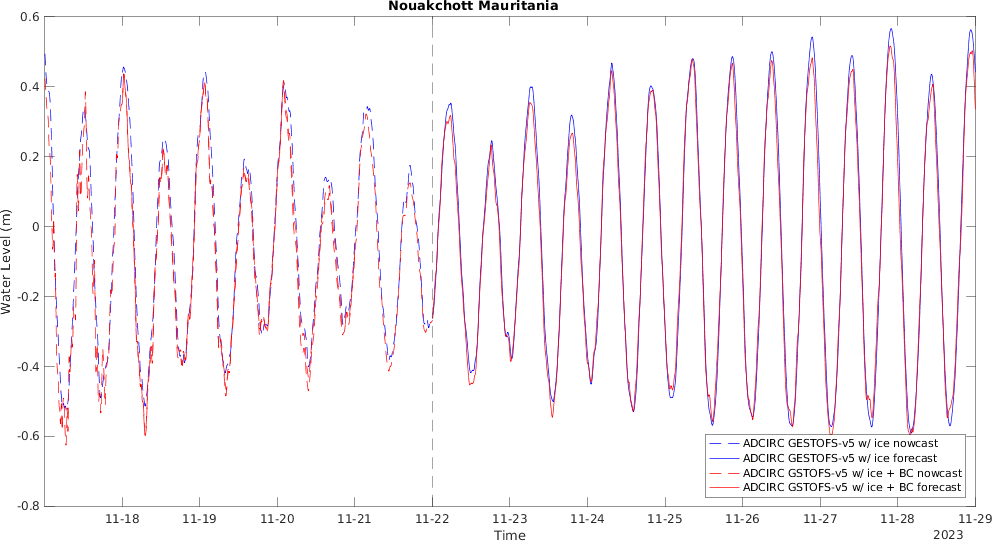 Nouakchott Mauritania
0.6
0.4
0.2
0
-0.2
-0.4
-0.6
-0.8
Water Level (m)
ADCIRC GESTOFS-v5 w/ ice nowcast
ADCIRC GESTOFS-v5 w/ ice forecast
ADCIRC GSTOFS-v5 w/ ice + BC nowcast
ADCIRC GSTOFS-v5 w/ ice + BC forecast
11-18 11-19 11-20 11-21 11-22 11-23 11-24 11-25 11-26 11-27 11-28 11-29
Time
2023